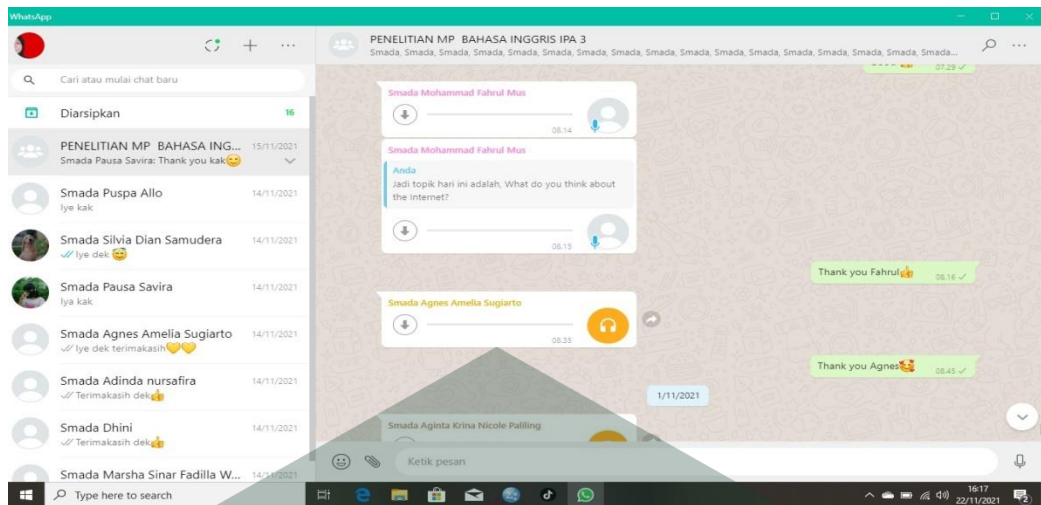 WhatsApp
Cari atau mulai chat baru
Diarsipkan 16
PENELITIAN MP BAHASA ING... 15/11/2021
Smada Pausa Savira: Thank you kak😊
Smada Puspa Allo 14/11/2021
Iye kak
Smada Silvia Dian Samudera 14/11/2021
Iye dek 😇
Smada Pausa Savira 14/11/2021
Iya kak
Smada Agnes Amelia Sugiarto 14/11/2021
Iye dek terimakasih💛💛
Smada Adinda nursafira 14/11/2021
Terimakasih dek👍
Smada Dhini 14/11/2021
Terimakasih dek👍
Smada Marsha Sinar Fadilla W... 14/11/2021
PENELITIAN MP BAHASA INGGRIS IPA 3
Smada, Smada, Smada, Smada, Smada, Smada, Smada, Smada, Smada, Smada, Smada, Smada, Smada, Smada, Smada, Smada, Smada...
07.29
Smada Mohammad Fahrul Mus
08.14
Smada Mohammad Fahrul Mus
Anda
Jadi topik hari ini adalah, What do you think about
the Internet?
08.15
Thank you Fahrul👍 08.16
Smada Agnes Amelia Sugiarto
08.35
Thank you Agnes🥰 08.45
1/11/2021
Smada Aginta Krina Nicole Paliling
Ketik pesan
Type here to search
16:17
22/11/2021
2